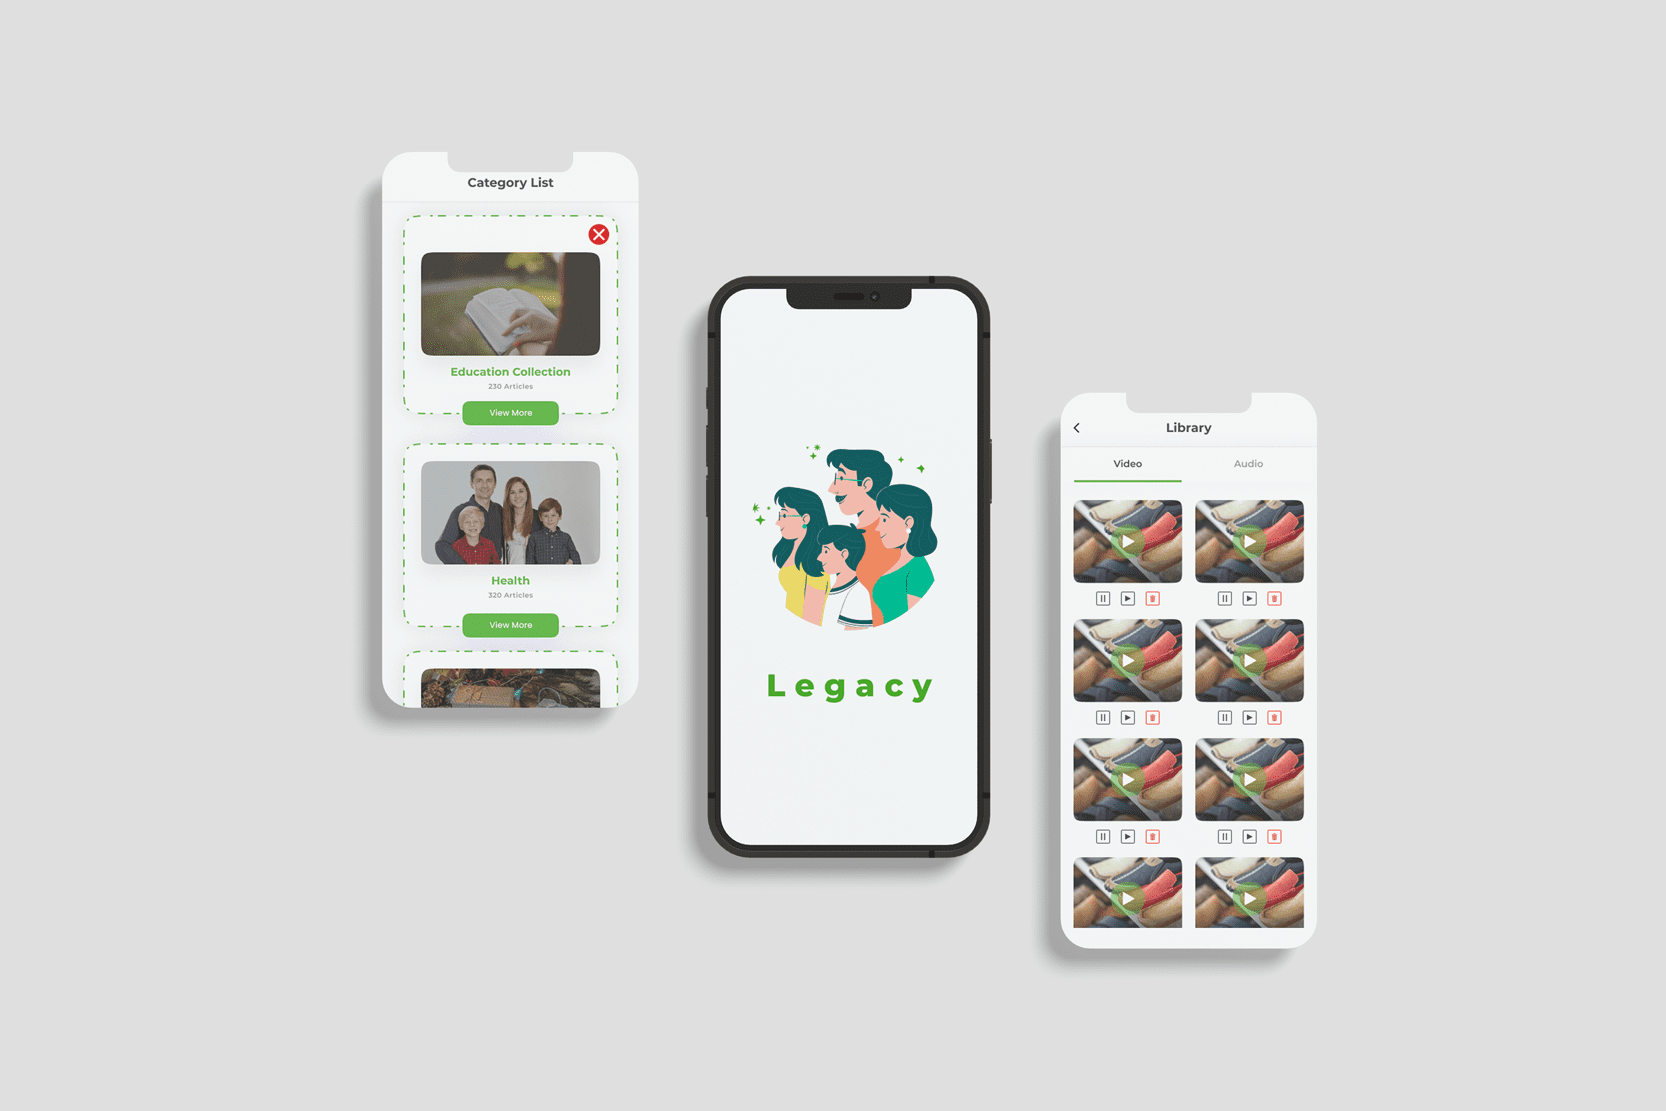 Category List
Education Collection
230 Articles
View More
Health
320 Articles
View More
Legacy
Library
Video
Audio